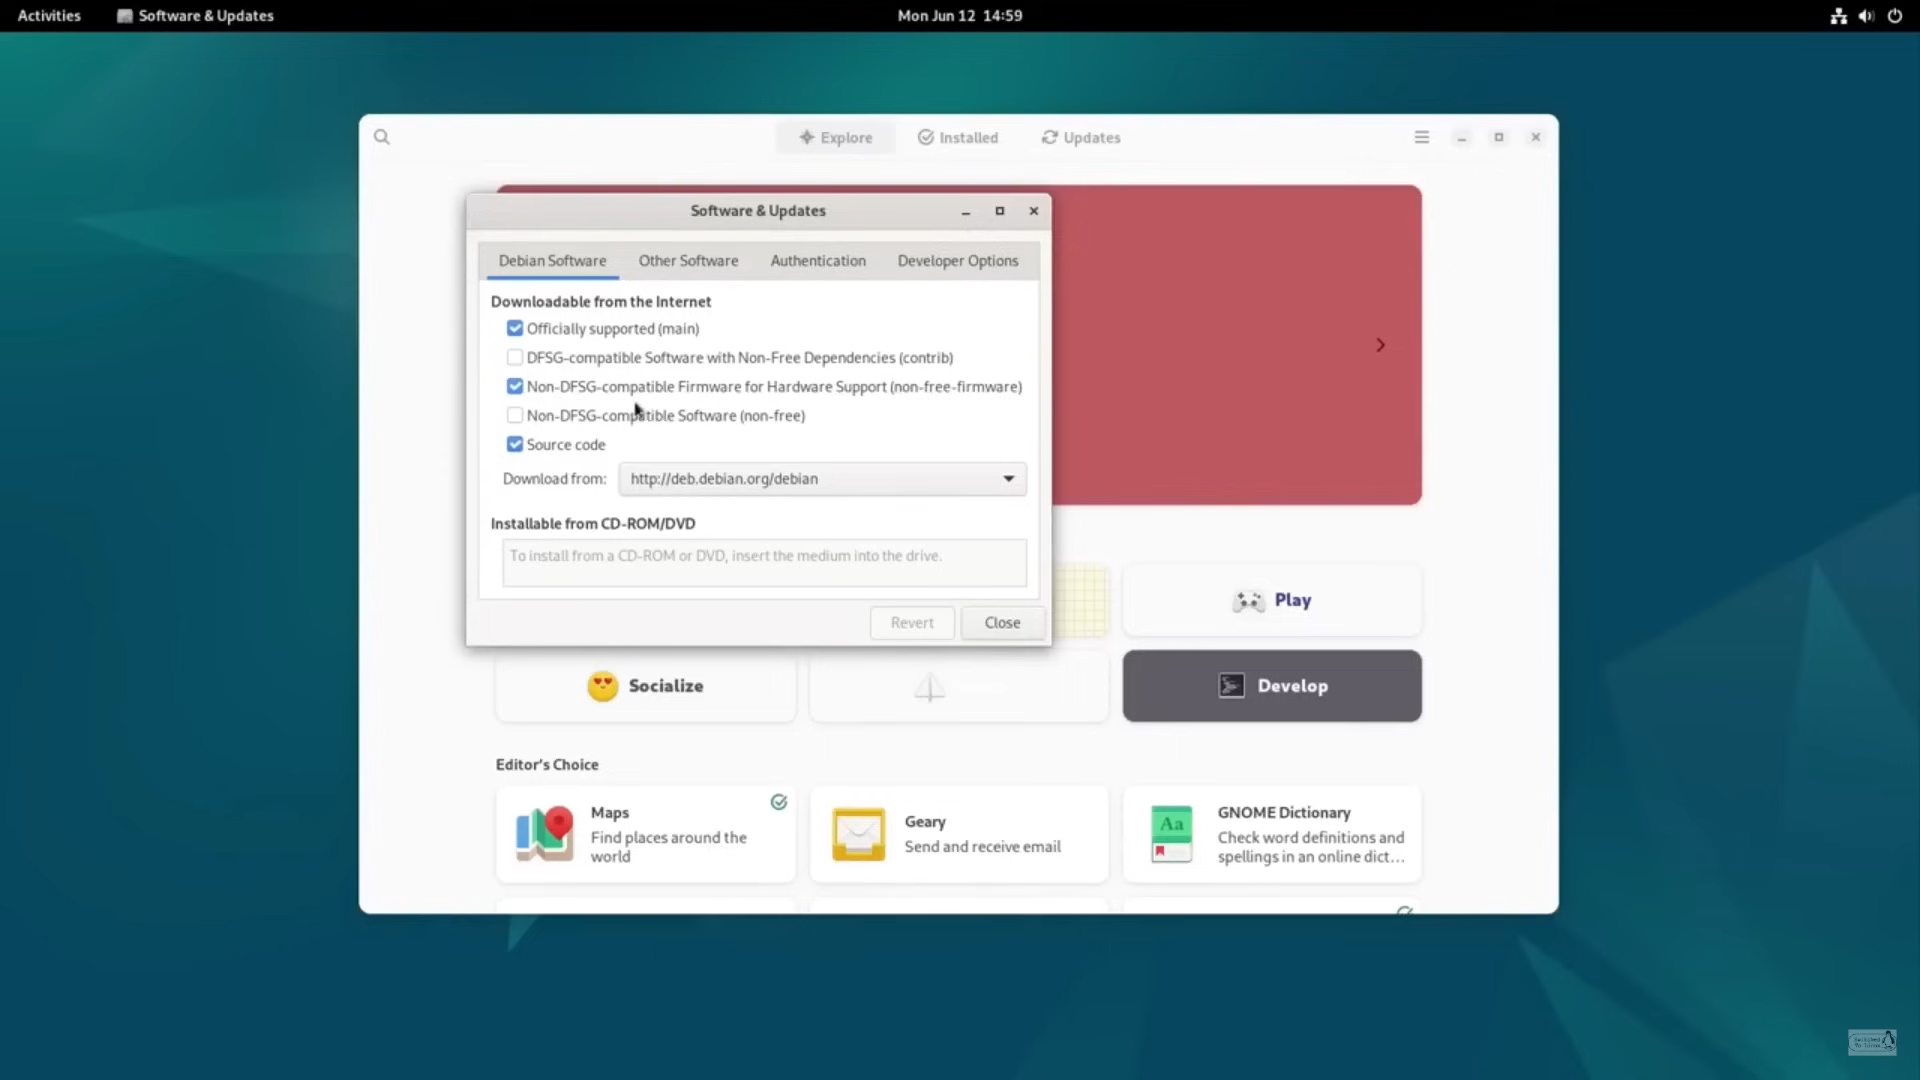 Activities
Software & Updates
Mon Jun 12 14:59
Explore
Installed
Updates
Software & Updates
Debian Software
Other Software
Authentication
Developer Options
Downloadable from the Internet
Officially supported (main)
DFSG-compatible Software with Non-Free Dependencies (contrib)
Non-DFSG-compatible Firmware for Hardware Support (non-free-firmware)
Non-DFSG-compatible Software (non-free)
Source code
Download from:
http://deb.debian.org/debian
Installable from CD-ROM/DVD
To install from a CD-ROM or DVD, insert the medium into the drive.
Revert
Close
Play
Socialize
Develop
Editor's Choice
Maps
Find places around the
world
Geary
Send and receive email
Aa
GNOME Dictionary
Check word definitions and
spellings in an online dict...